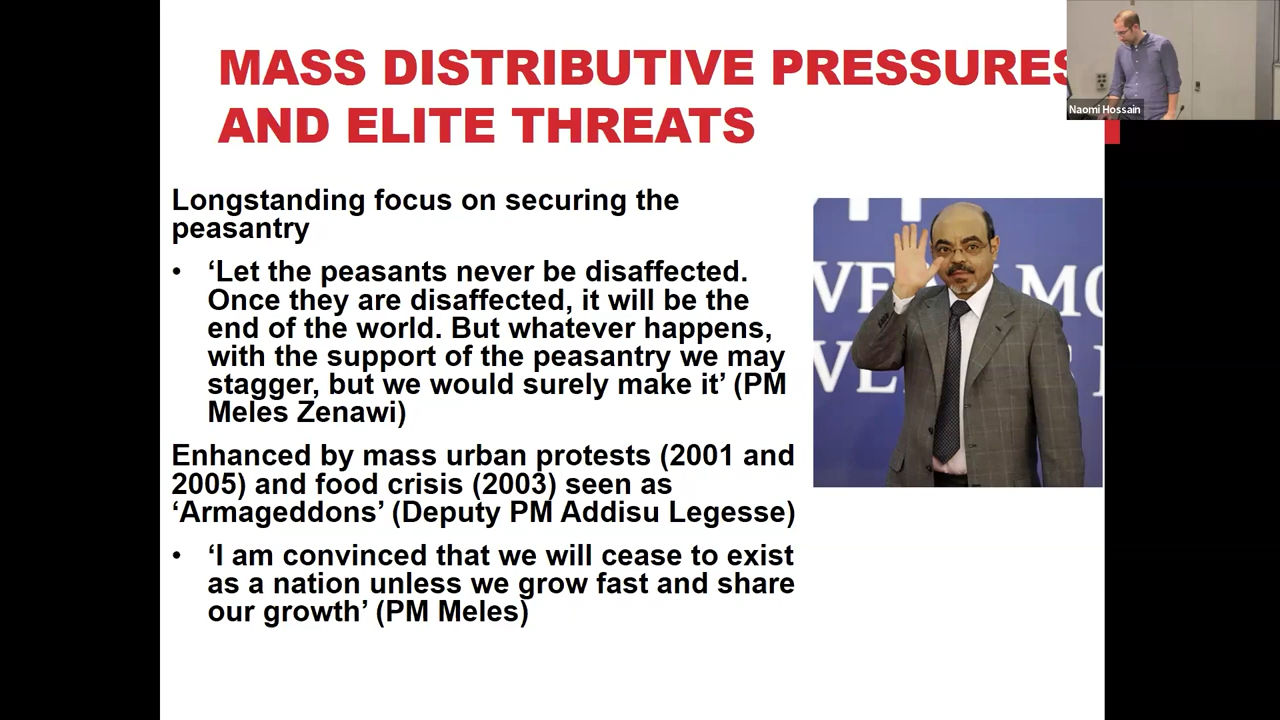 MASS DISTRIBUTIVE PRESSURES
AND ELITE THREATS
Naomi Hossain
Longstanding focus on securing the
peasantry
• ‘Let the peasants never be disaffected.
Once they are disaffected, it will be the
end of the world. But whatever happens,
with the support of the peasantry we may
stagger, but we would surely make it’ (PM
Meles Zenawi)
Enhanced by mass urban protests (2001 and
2005) and food crisis (2003) seen as
‘Armageddons’ (Deputy PM Addisu Legesse)
• ‘I am convinced that we will cease to exist
as a nation unless we grow fast and share
our growth’ (PM Meles)